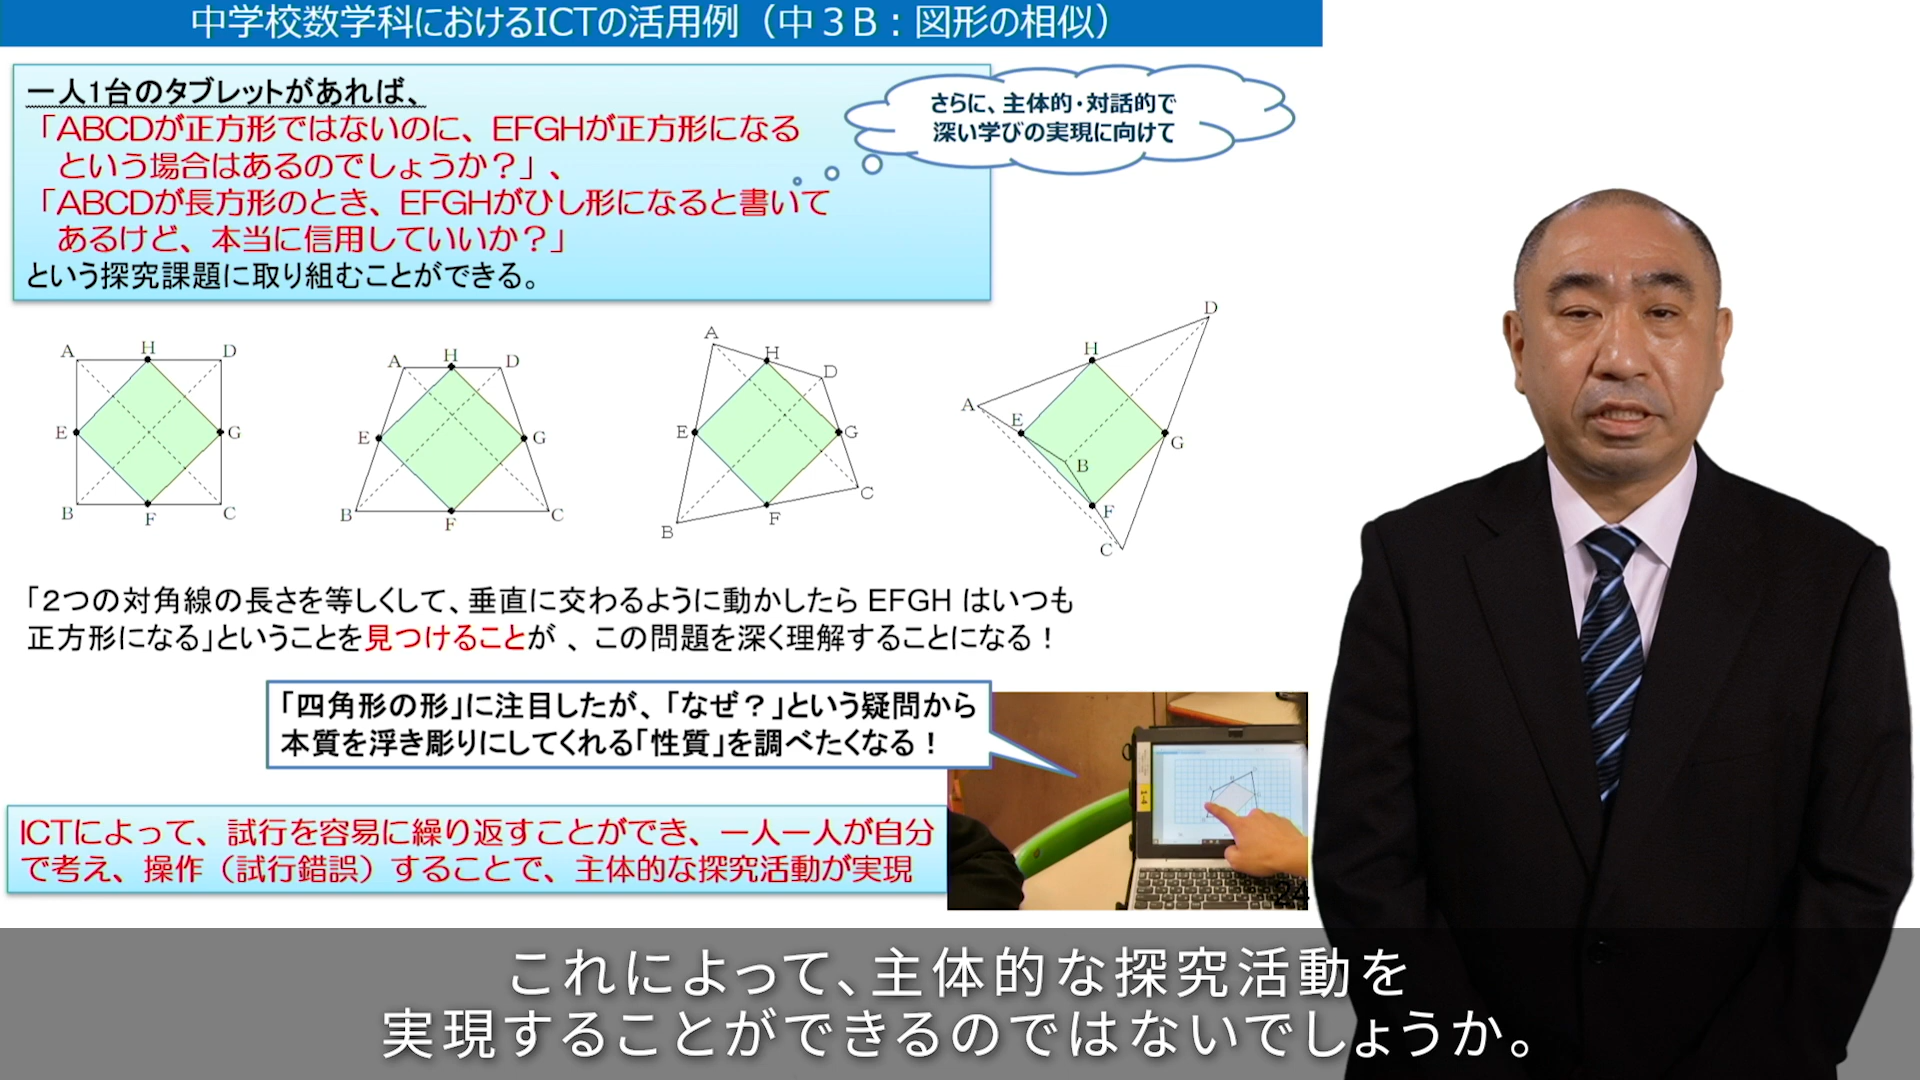 中学校数学科におけるICTの活用例（中３B：図形の相似）
一人1台のタブレットがあれば、
「ABCDが正方形ではないのに、EFGHが正方形になる
という場合はあるのでしょうか？」、
「ABCDが長方形のとき、EFGHがひし形になると書いて
あるけど、本当に信用していいか？」
という探究課題に取り組むことができる。
さらに、主体的・対話的で
深い学びの実現に向けて
A H D
E G
B F C
A H D
E G
B F C
A
H
D
E G
C
F
B
D
H
A
E
G
B
F
C
「２つの対角線の長さを等しくして、垂直に交わるように動かしたら EFGH はいつも
正方形になる」ということを見つけることが 、この問題を深く理解することになる！
「四角形の形」に注目したが、「なぜ？」という疑問から
本質を浮き彫りにしてくれる「性質」を調べたくなる！
ICTによって、試行を容易に繰り返すことができ、一人一人が自分
で考え、操作（試行錯誤）することで、主体的な探究活動が実現
24
これによって、主体的な探究活動を
実現することができるのではないでしょうか。